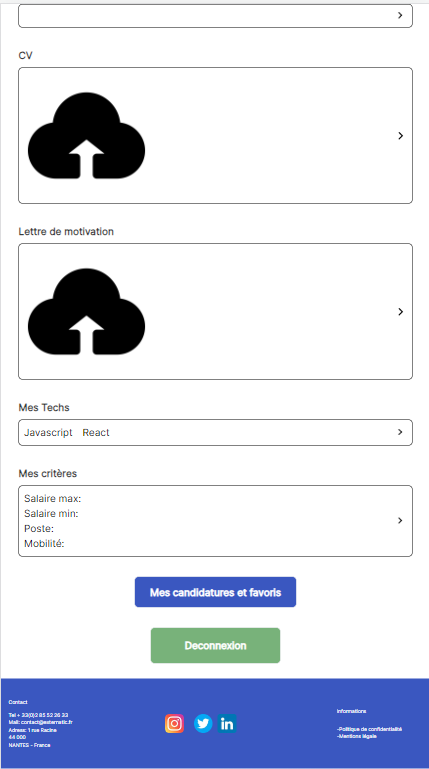 CV
Lettre de motivation
Mes Techs
Javascript React
Mes critères
Salaire max:
Salaire min:
Poste:
Mobilité:
Mes candidatures et favoris
Deconnexion
Contact
Tel + 33(0)2 85 52 26 33
Mail: contact@externatic.fr
Adress: 1 rue Racine
44 000
NANTES - France
in
Informations
-Politique de confidentialité
-Mentions légale